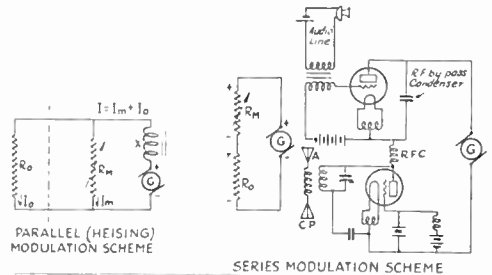 I = Im + Io
Ro
RM
X
G
Io
Im
PARALLEL (HEISING)
MODULATION SCHEME
+
RM
-
+
Ro
-
+
G
-
Audio
Line
RF by pass
Condenser
G
RFC
A
CP
SERIES MODULATION SCHEME